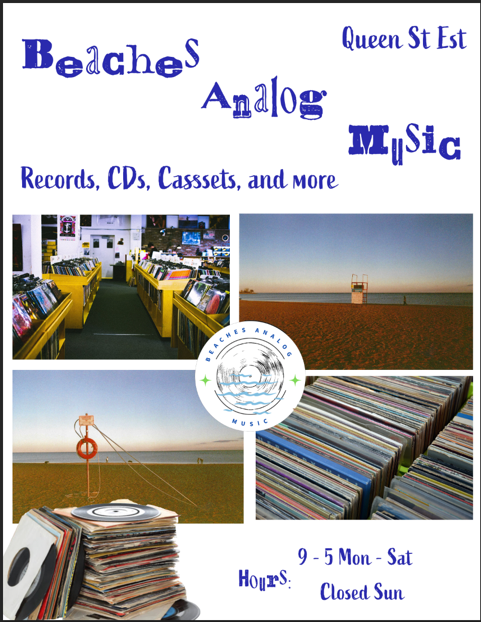 Queen St Est
Beaches
Analog
Music
Records, CDs, Casssets, and more
BEACHES ANALOG
MUSIC
Hours:
9 - 5 Mon - Sat
Closed Sun